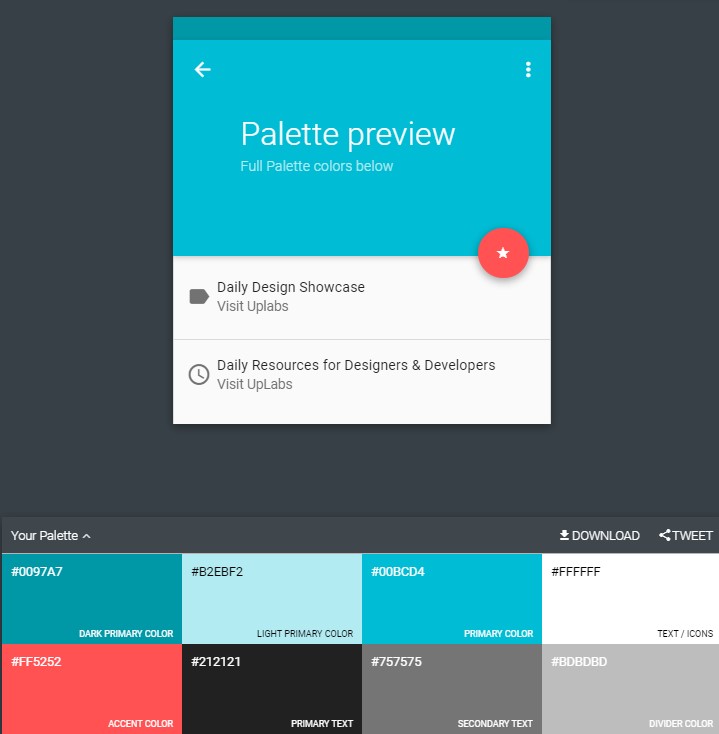 Palette preview
Full Palette colors below
Daily Design Showcase
Visit Uplabs
Daily Resources for Designers & Developers
Visit UpLabs
Your Palette
DOWNLOAD
TWEET
#0097A7
DARK PRIMARY COLOR
#B2EBF2
LIGHT PRIMARY COLOR
#00BCD4
PRIMARY COLOR
#FFFFFF
TEXT / ICONS
#FF5252
ACCENT COLOR
#212121
PRIMARY TEXT
#757575
SECONDARY TEXT
#BDBDBD
DIVIDER COLOR